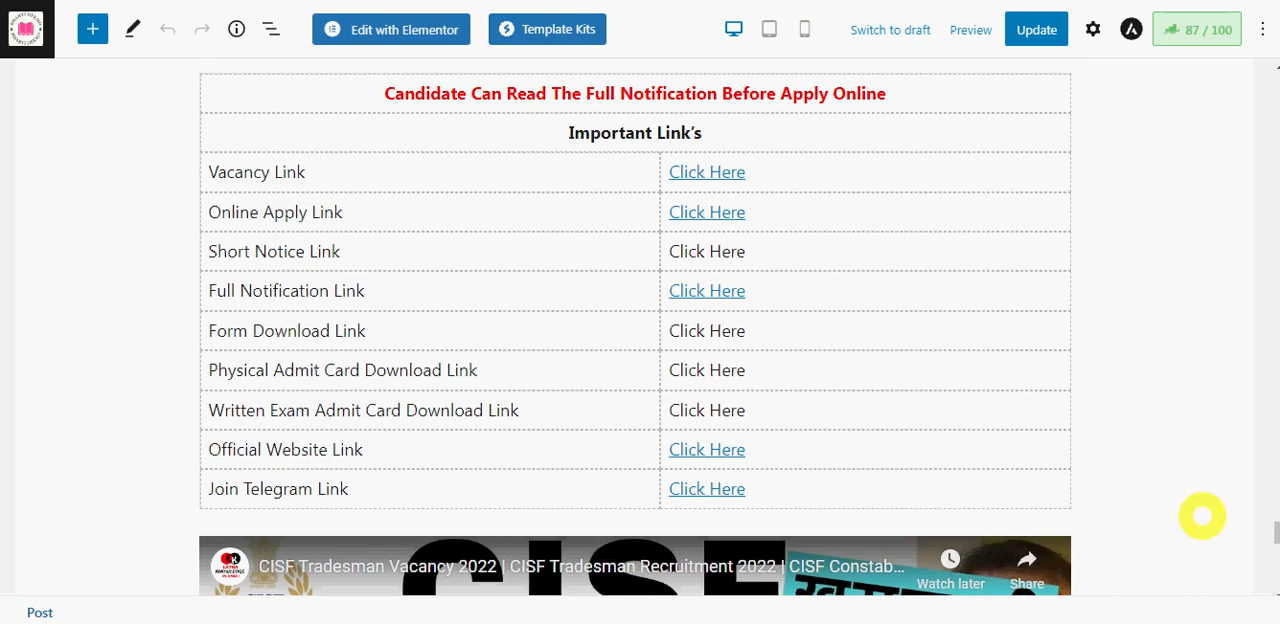 Edit with Elementor Template Kits Switch to draft Preview Update 87 / 100
Candidate Can Read The Full Notification Before Apply Online
Important Link's
Vacancy Link Click Here
Online Apply Link Click Here
Short Notice Link Click Here
Full Notification Link Click Here
Form Download Link Click Here
Physical Admit Card Download Link Click Here
Written Exam Admit Card Download Link Click Here
Official Website Link Click Here
Join Telegram Link Click Here
CISF Tradesman Vacancy 2022 | CISF Tradesman Recruitment 2022 | CISF Constab...
Watch later Share
CISF
Post